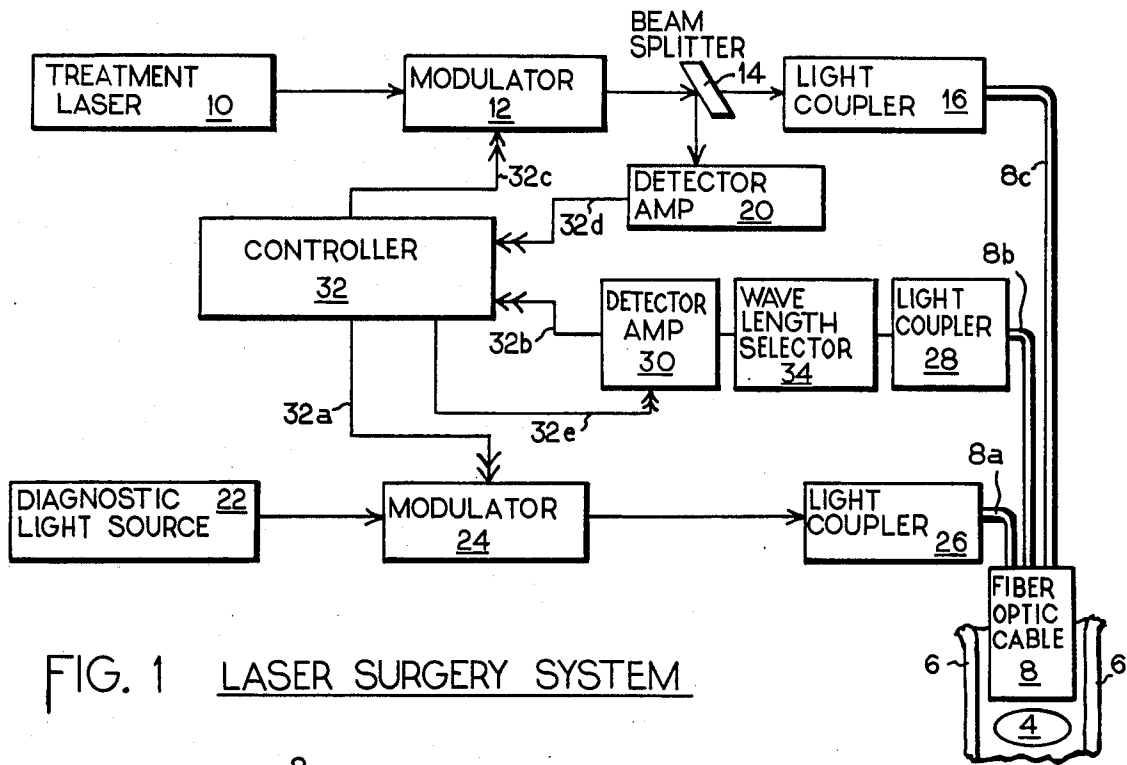 TREATMENT
LASER 10
MODULATOR
12
BEAM
SPLITTER
14
LIGHT
COUPLER 16
8c
32c
DETECTOR
AMP 20
32d
CONTROLLER
32
8b
DETECTOR
AMP
30
WAVE
LENGTH
SELECTOR
34
LIGHT
COUPLER
28
32b
32a
32e
8a
DIAGNOSTIC 22
LIGHT SOURCE
MODULATOR
24
LIGHT
COUPLER 26
FIBER
OPTIC
CABLE
8
6
6
4
FIG. 1 LASER SURGERY SYSTEM